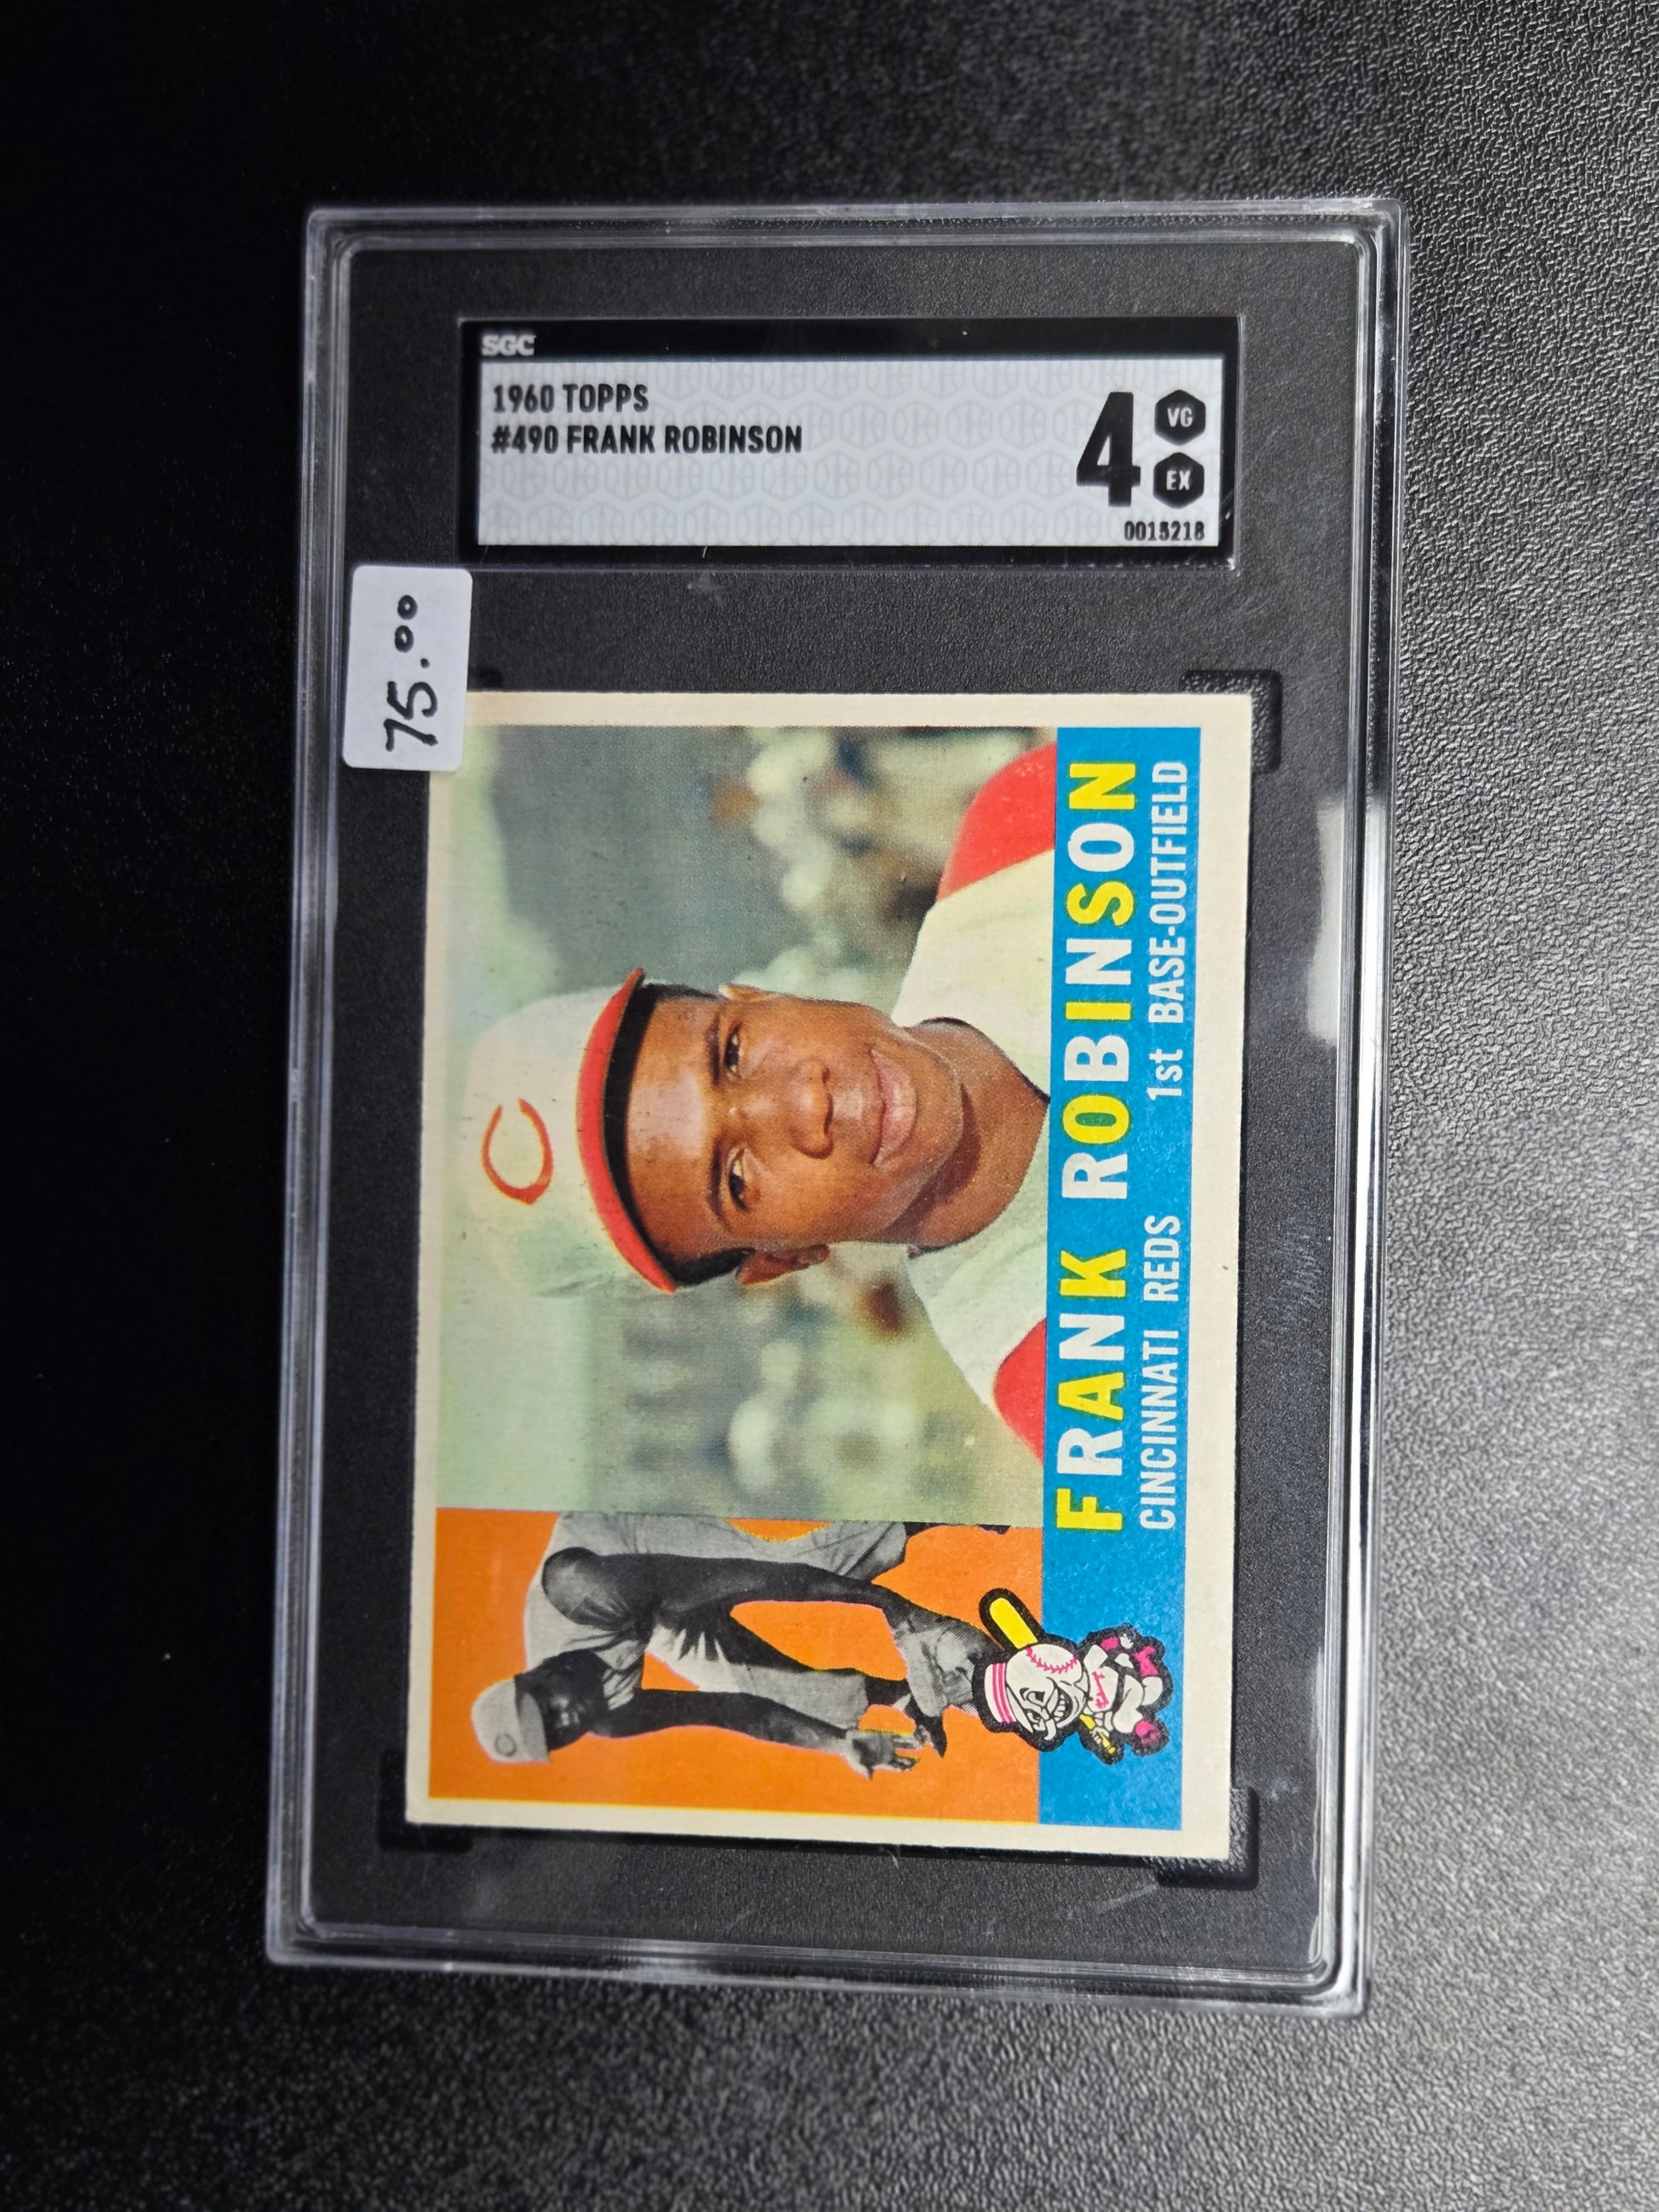 SGC
1960 TOPPS
#490 FRANK ROBINSON
4
VG
EX
0015218
75.00
C
FRANK ROBINSON
CINCINNATI REDS 1st BASE-OUTFIELD